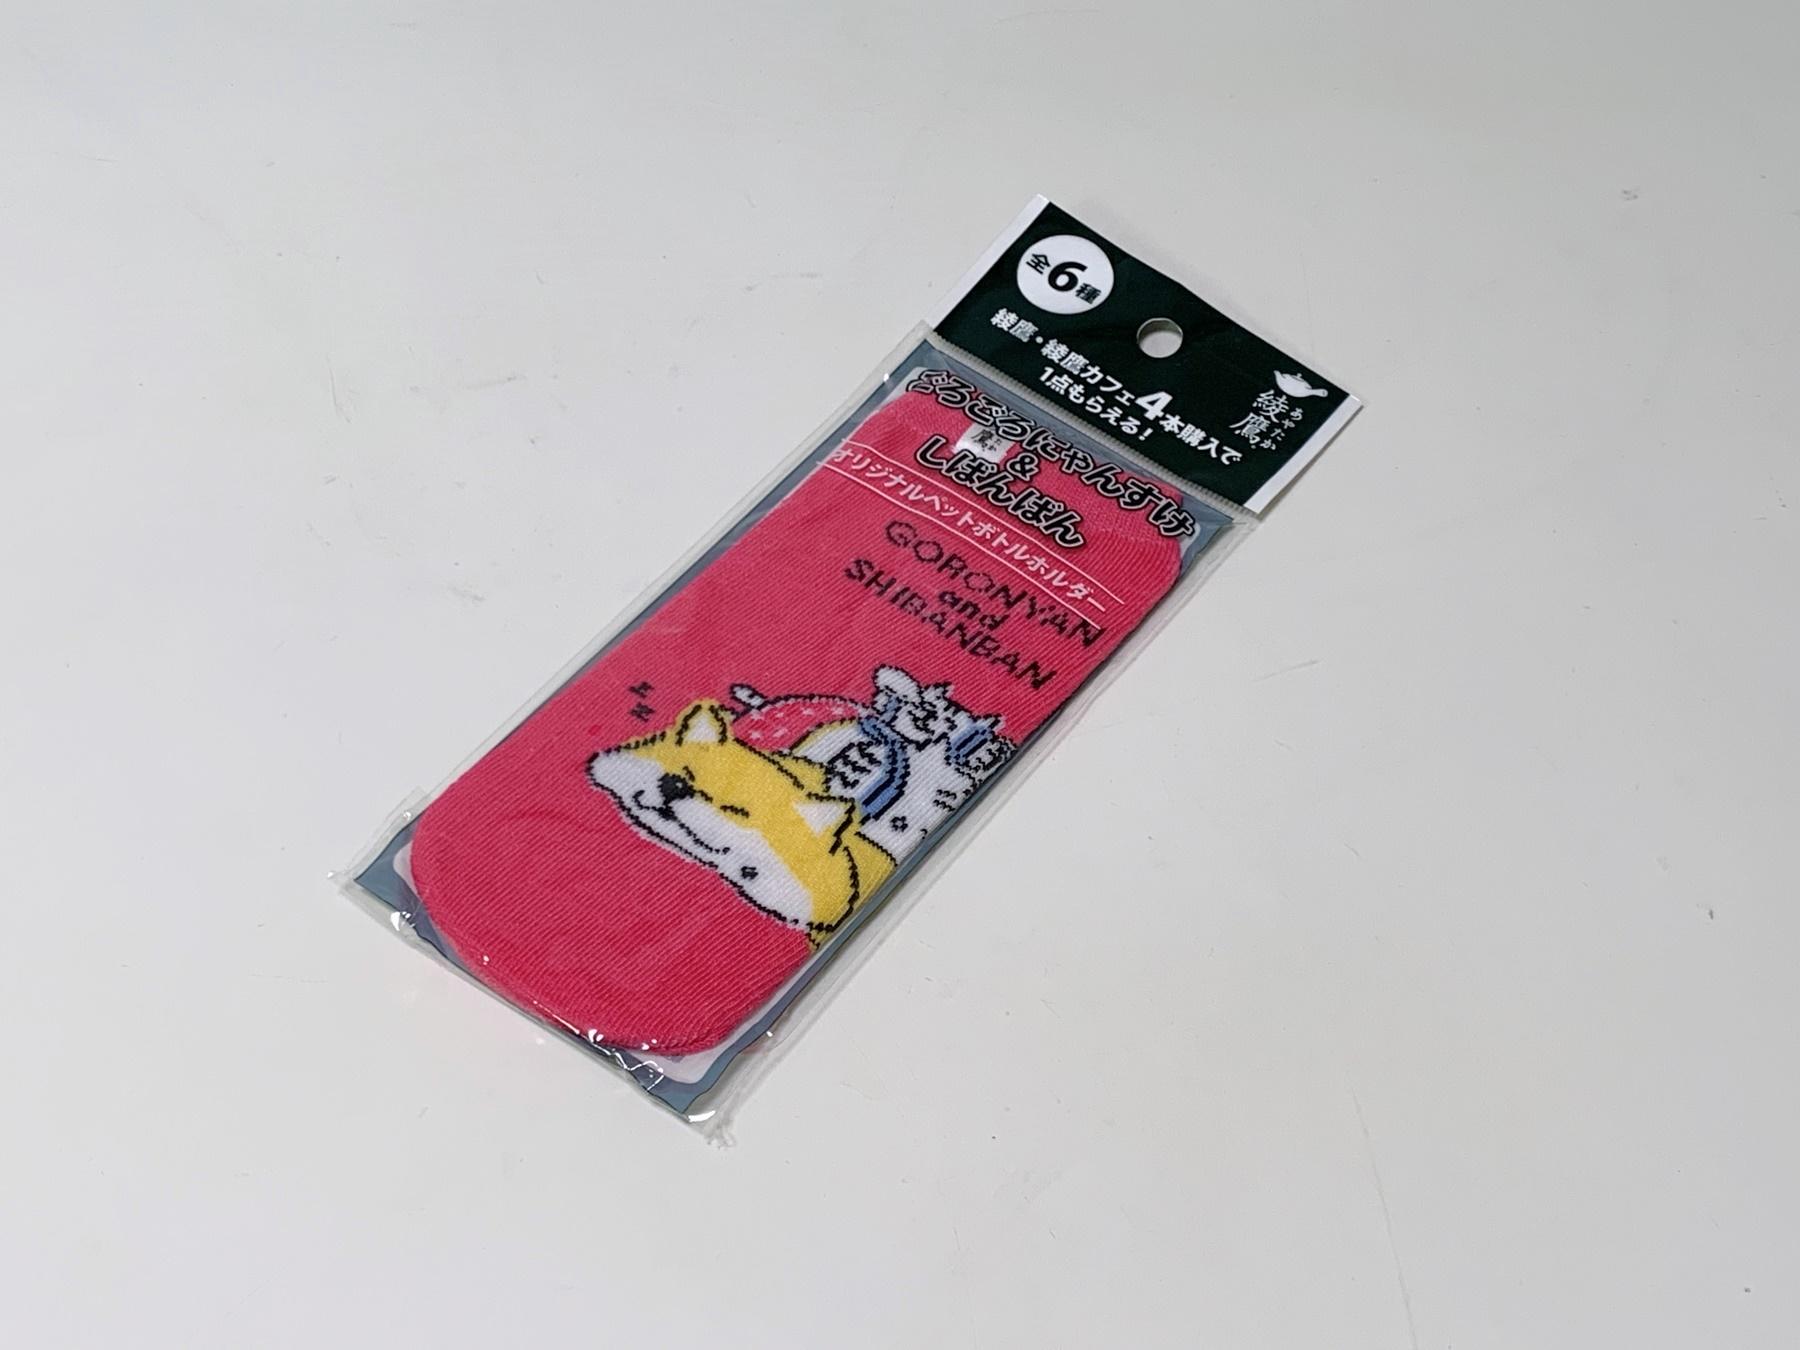 全6種
綾鷹・綾鷹カフェ4本購入で
1点もらえる!
綾鷹
あやたか
ごろごろにゃんすけ
&
しばんばん
オリジナルペットボトルホルダー
GORONYAN
and
SHIBANBAN